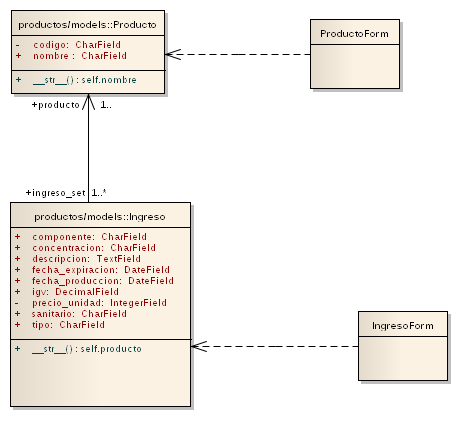 productos/models::Producto
- codigo: CharField
+ nombre : CharField
+ __str__() : self.nombre
ProductoForm
+producto 1..
+ingreso_set 1..*
productos/models::Ingreso
+ componente: CharField
+ concentracion: CharField
+ descripcion: TextField
+ fecha_expiracion: DateField
+ fecha_produccion: DateField
+ igv: DecimalField
- precio_unidad: IntegerField
+ sanitario: CharField
+ tipo: CharField
+ __str__() : self.producto
IngresoForm